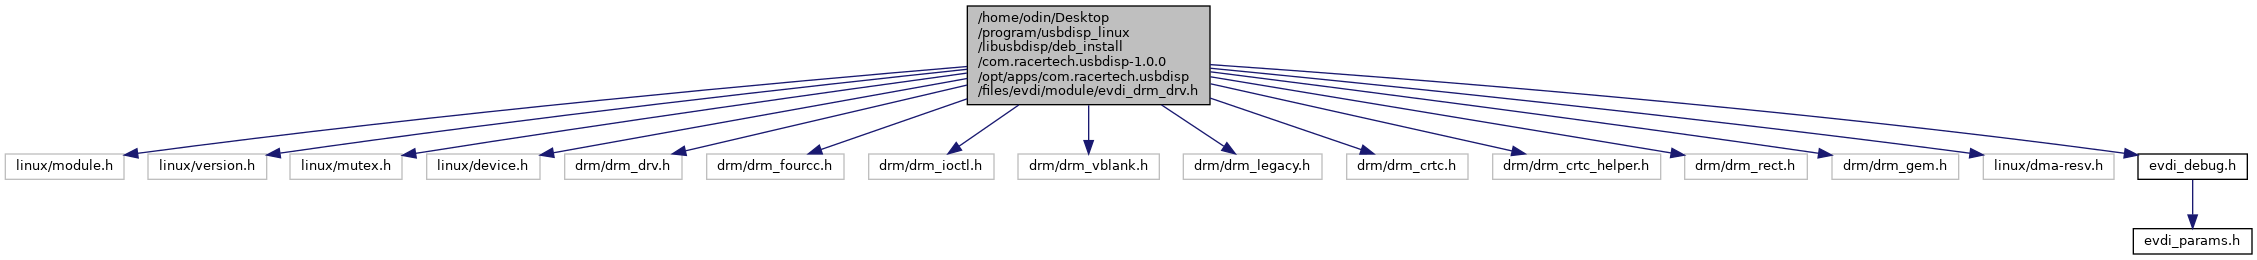 /home/odin/Desktop
/program/usbdisp_linux
/libusbdisp/deb_install
/com.racertech.usbdisp-1.0.0
/opt/apps/com.racertech.usbdisp
/files/evdi/module/evdi_drm_drv.h
linux/module.h
linux/version.h
linux/mutex.h
linux/device.h
drm/drm_drv.h
drm/drm_fourcc.h
drm/drm_ioctl.h
drm/drm_vblank.h
drm/drm_legacy.h
drm/drm_crtc.h
drm/drm_crtc_helper.h
drm/drm_rect.h
drm/drm_gem.h
linux/dma-resv.h
evdi_debug.h
evdi_params.h